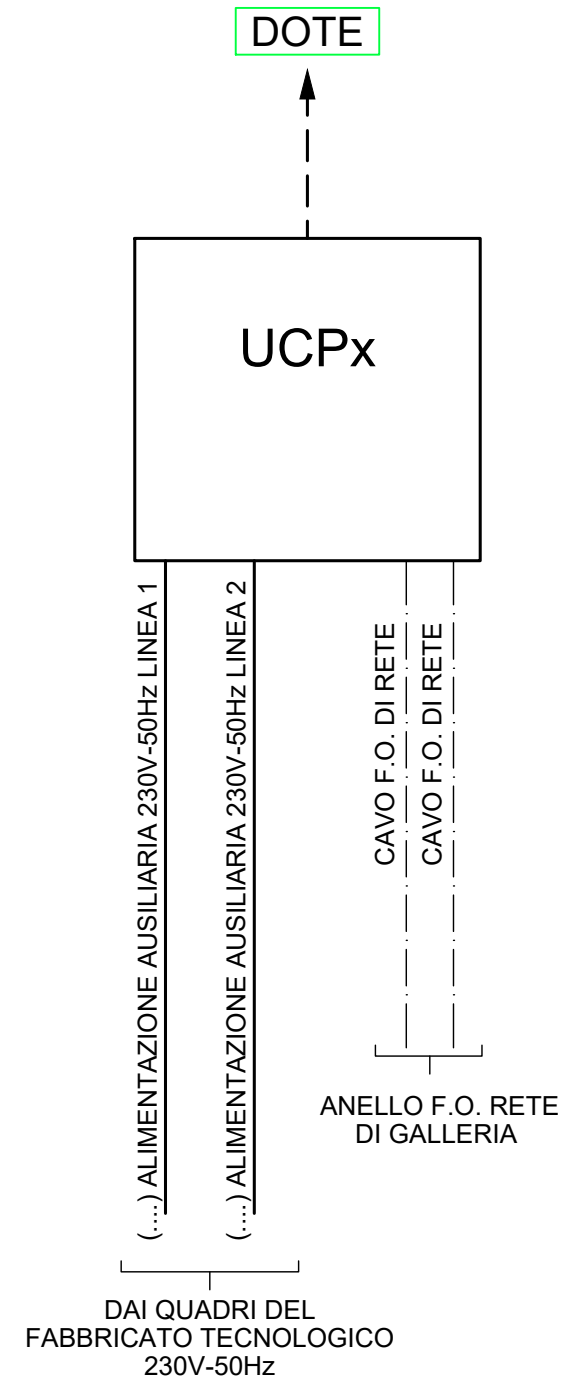 DOTE
UCPx
(....) ALIMENTAZIONE AUSILIARIA 230V-50Hz LINEA 1
(....) ALIMENTAZIONE AUSILIARIA 230V-50Hz LINEA 2
CAVO F.O. DI RETE
CAVO F.O. DI RETE
ANELLO F.O. RETE
DI GALLERIA
DAI QUADRI DEL
FABBRICATO TECNOLOGICO
230V-50Hz